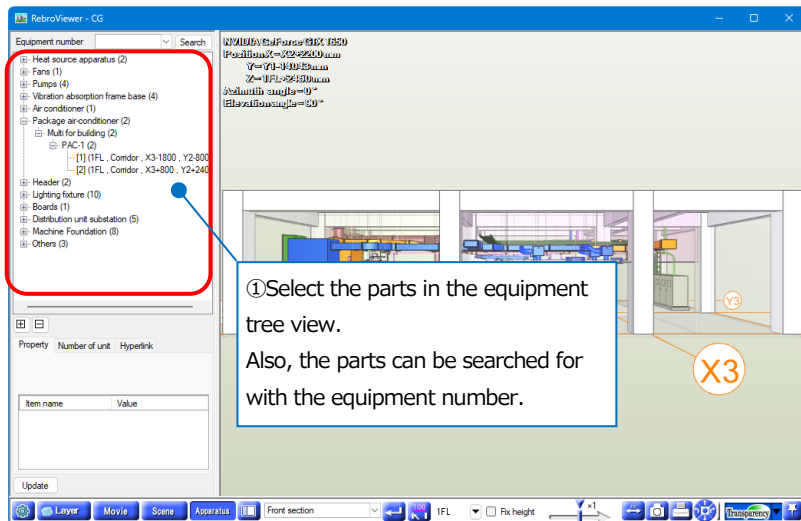 RebroViewer - CG
Equipment number
Search
Heat source apparatus (2)
Fans (1)
Pumps (4)
Vibration absorption frame base (4)
Air conditioner (1)
Package air-conditioner (2)
Multi for building (2)
PAC-1 (2)
[1] (1FL , Corridor , X3-1800 , Y2-800
[2] (1FL , Corridor , X3+800 , Y2+240
Header (2)
Lighting fixture (10)
Boards (1)
Distribution unit substation (5)
Machine Foundation (8)
Others (3)
NVIDIA GeForce GTX 1650
Position X=X2+2200mm
Y=Y1-14043mm
Z=1FL+2450mm
Azimuth angle=0°
Elevation angle=90°
①Select the parts in the equipment
tree view.
Also, the parts can be searched for
with the equipment number.
Y3
X3
Property Number of unit Hyperlink
Item name Value
Update
Layer Movie Scene Apparatus Front section 100 1FL Fix height ×1 Transparency